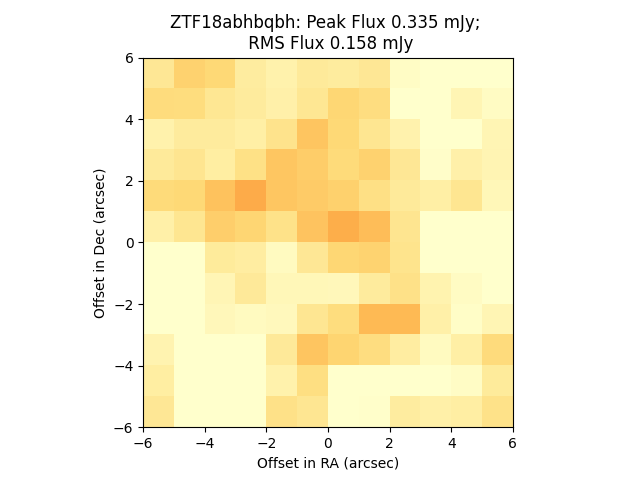 ZTF18abhbqbh: Peak Flux 0.335 mJy;
RMS Flux 0.158 mJy
6
4
2
0
−2
−4
−6
Offset in Dec (arcsec)
−6 −4 −2 0 2 4 6
Offset in RA (arcsec)